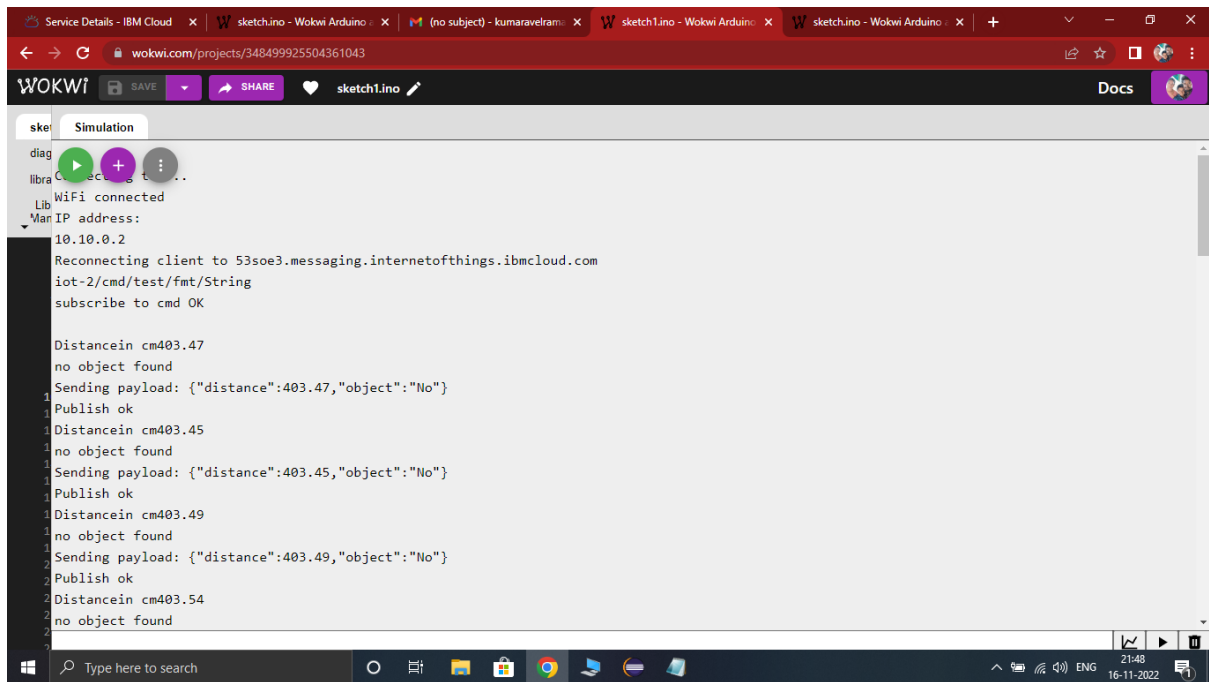 Service Details - IBM Cloud
sketch.ino - Wokwi Arduino a
(no subject) - kumaravelrama
sketch1.ino - Wokwi Arduino
sketch.ino - Wokwi Arduino a
wokwi.com/projects/348499925504361043
WOKWi SAVE SHARE sketch1.ino Docs
sket Simulation
diag
libra
Lib
Man
WiFi connected
IP address:
10.10.0.2
Reconnecting client to 53soe3.messaging.internetofthings.ibmcloud.com
iot-2/cmd/test/fmt/String
subscribe to cmd OK
Distancein cm403.47
no object found
Sending payload: {"distance":403.47,"object":"No"}
Publish ok
Distancein cm403.45
no object found
Sending payload: {"distance":403.45,"object":"No"}
Publish ok
Distancein cm403.49
no object found
Sending payload: {"distance":403.49,"object":"No"}
Publish ok
Distancein cm403.54
no object found
Type here to search
ENG
21:48
16-11-2022
1